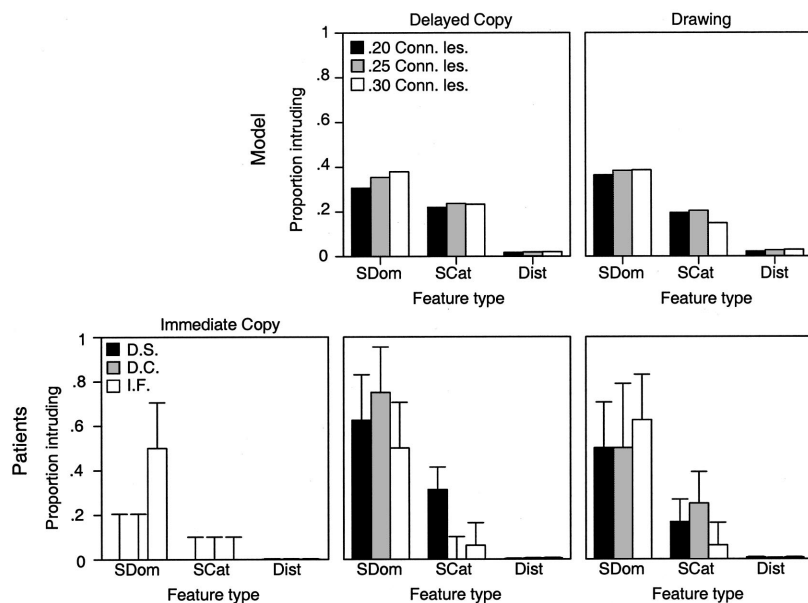 Delayed Copy
Drawing
Model
Proportion intruding
1
.8
.6
.4
.2
0
.20 Conn. les.
.25 Conn. les.
.30 Conn. les.
SDom SCat Dist
SDom SCat Dist
Feature type
Feature type
Immediate Copy
Patients
Proportion intruding
1
.8
.6
.4
.2
0
D.S.
D.C.
I.F.
SDom SCat Dist
SDom SCat Dist
SDom SCat Dist
Feature type
Feature type
Feature type